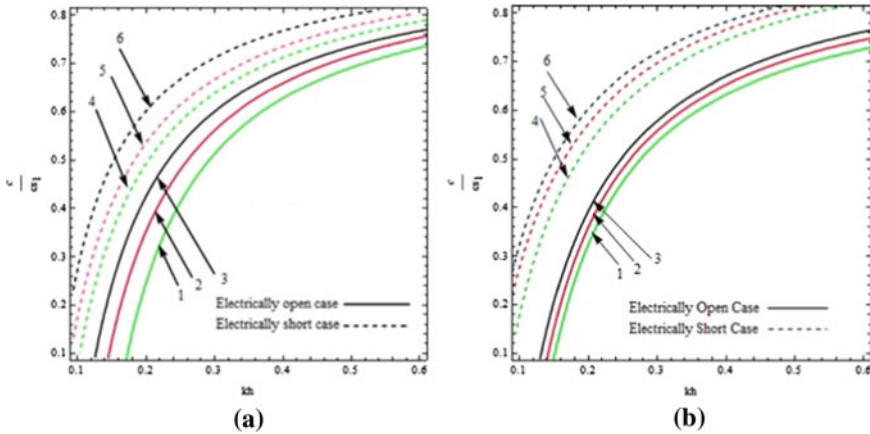 0.8
0.7
0.6
0.5
0.4
0.3
0.2
0.1
c
cs1
6
5
4
1
2
3
Electrically open case
Electrically short case
0.1 0.2 0.3 0.4 0.5 0.6
kh
(a)
0.8
0.7
0.6
0.5
0.4
0.3
0.2
0.1
c
cs1
6
5
4
1
2
3
Electrically Open Case
Electrically Short Case
0.1 0.2 0.3 0.4 0.5 0.6
kh
(b)